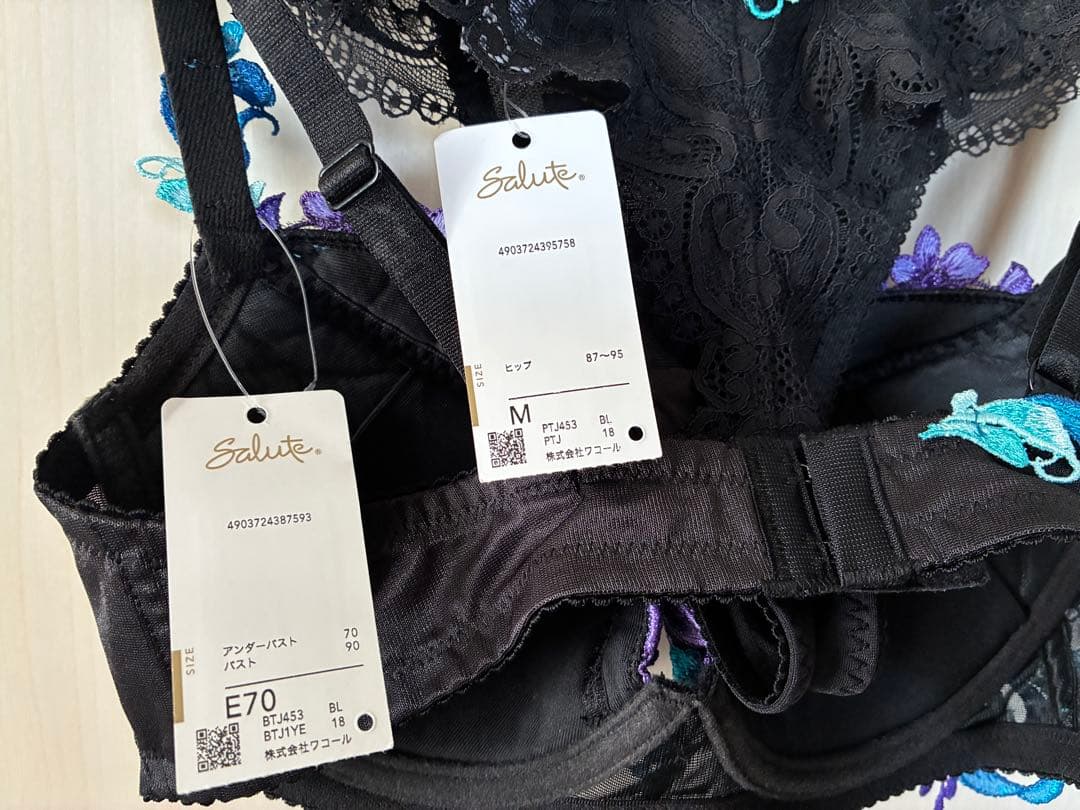 Salute®
4903724395758
SIZE
ヒップ 87〜95
M
PTJ453 BL
PTJ 18
株式会社ワコール
Salute®
4903724387593
SIZE
アンダーバスト 70
バスト 90
E70
BTJ453 BL
BTJ1YE 18
株式会社ワコール